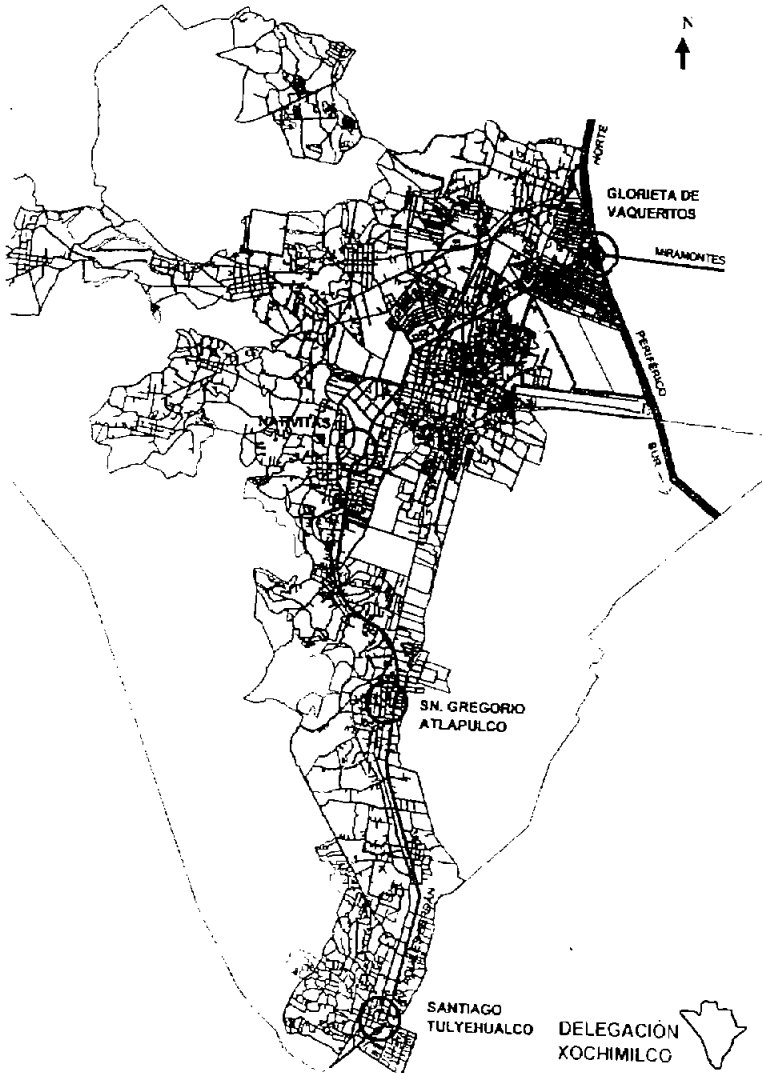 N
NORTE
GLORIETA DE
VAQUERITOS
MIRAMONTES
PERIFÉRICO
SUR
NATIVITAS
SN. GREGORIO
ATLAPULCO
SANTIAGO
TULYEHUALCO
DELEGACIÓN
XOCHIMILCO